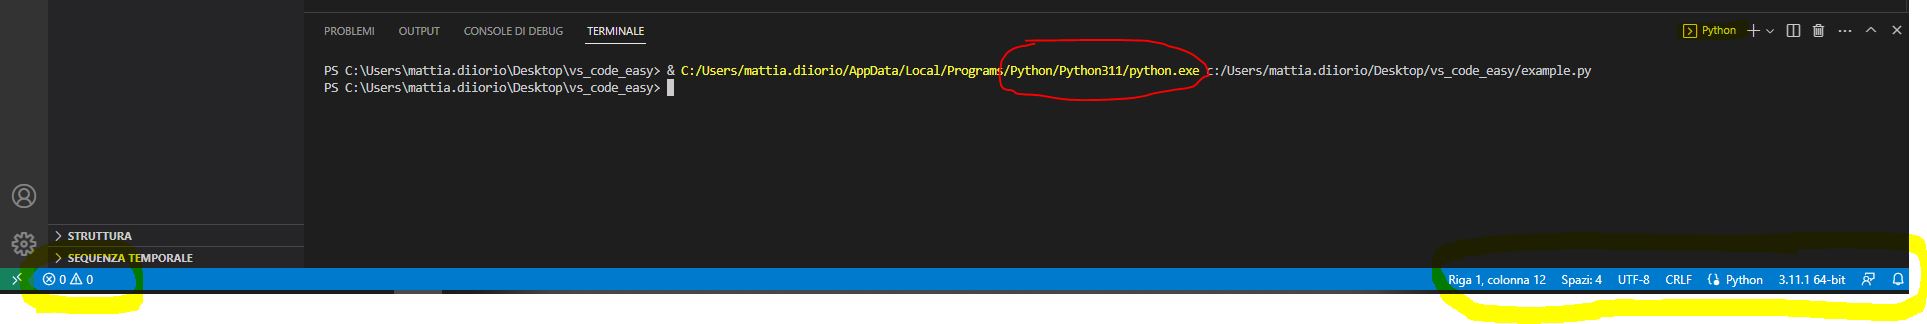 PROBLEMI OUTPUT CONSOLE DI DEBUG TERMINALE Python
PS C:\Users\mattia.diiorio\Desktop\vs_code_easy> & C:/Users/mattia.diiorio/AppData/Local/Programs/Python/Python311/python.exe c:/Users/mattia.diiorio/Desktop/vs_code_easy/example.py
PS C:\Users\mattia.diiorio\Desktop\vs_code_easy>
STRUTTURA
SEQUENZA TEMPORALE
0 0 Riga 1, colonna 12 Spazi: 4 UTF-8 CRLF Python 3.11.1 64-bit